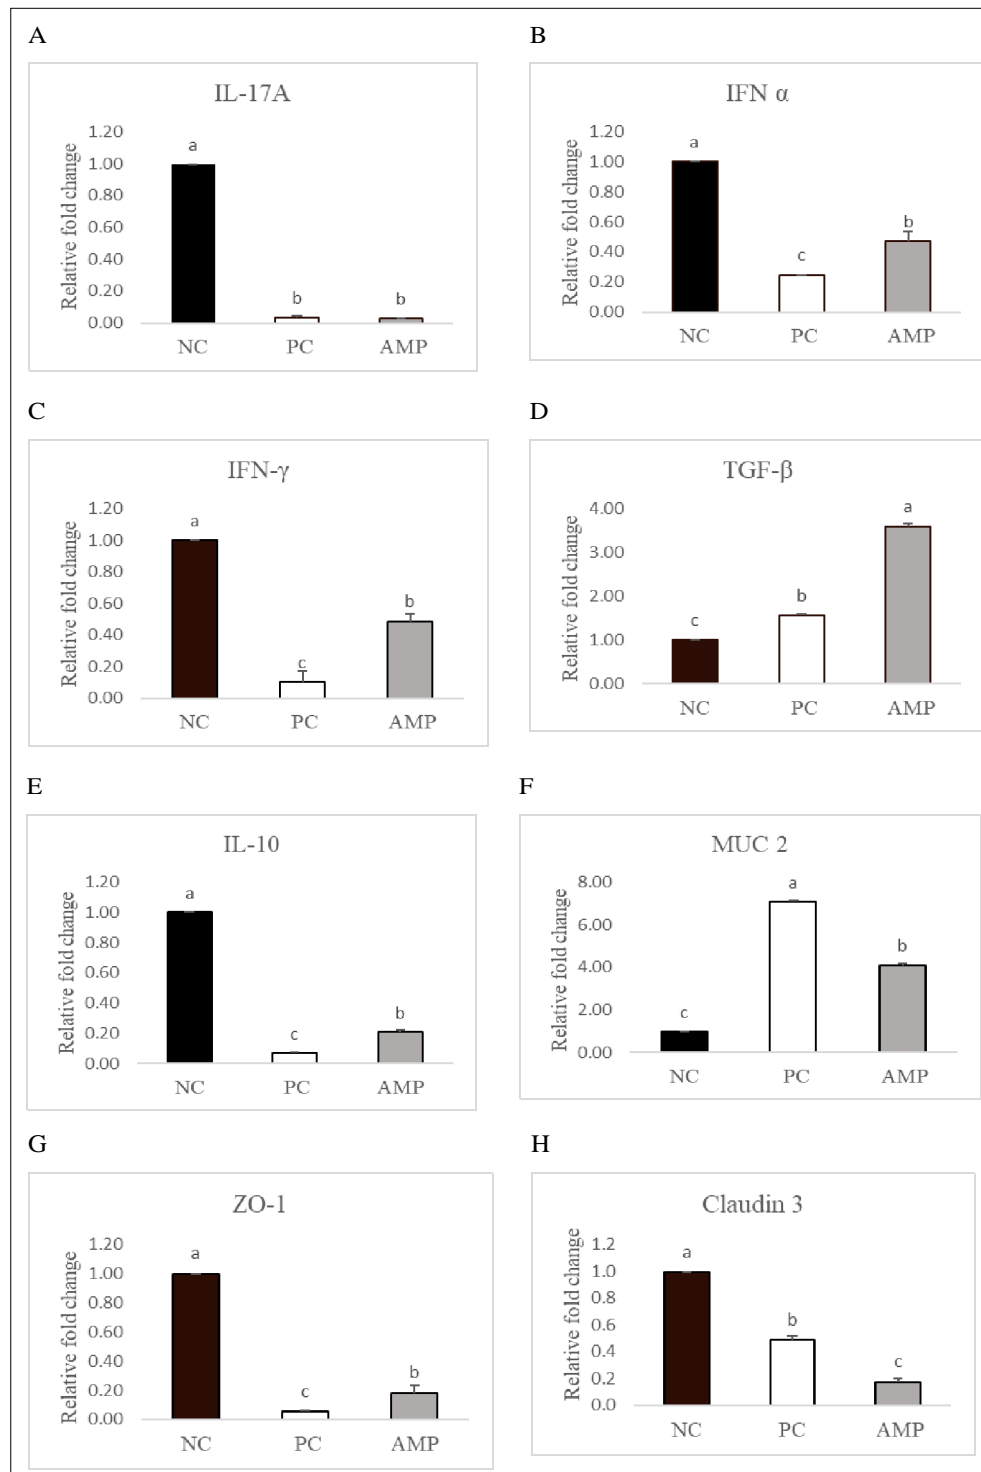 A
IL-17A
Relative fold change
1.20
1.00
0.80
0.60
0.40
0.20
0.00
a
b
b
NC PC AMP
B
IFN α
Relative fold change
1.20
1.00
0.80
0.60
0.40
0.20
0.00
a
c
b
NC PC AMP
C
IFN-γ
Relative fold change
1.20
1.00
0.80
0.60
0.40
0.20
0.00
a
c
b
NC PC AMP
D
TGF-β
Relative fold change
4.00
3.00
2.00
1.00
0.00
c
b
a
NC PC AMP
E
IL-10
Relative fold change
1.20
1.00
0.80
0.60
0.40
0.20
0.00
a
c
b
NC PC AMP
F
MUC 2
Relative fold change
8.00
6.00
4.00
2.00
0.00
c
a
b
NC PC AMP
G
ZO-1
Relative fold change
1.20
1.00
0.80
0.60
0.40
0.20
0.00
a
c
b
NC PC AMP
H
Claudin 3
Relative fold change
1.2
1.0
0.8
0.6
0.4
0.2
0.0
a
b
c
NC PC AMP